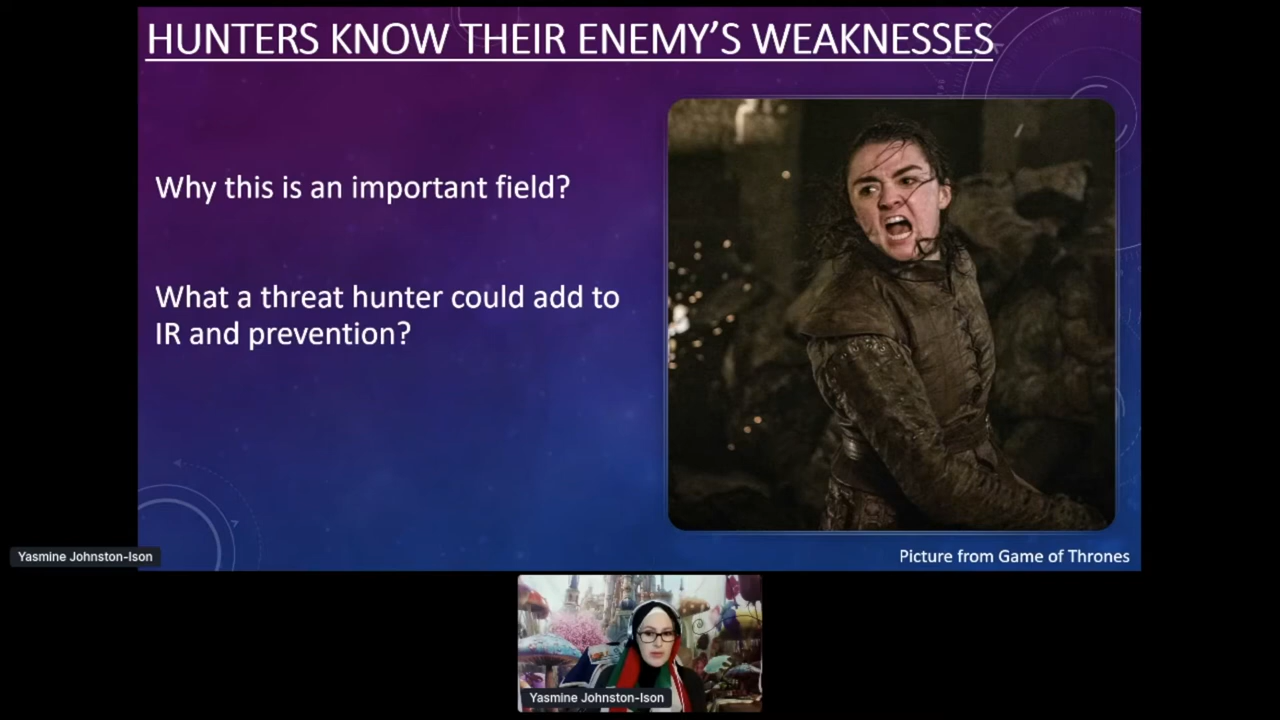 HUNTERS KNOW THEIR ENEMY'S WEAKNESSES
Why this is an important field?
What a threat hunter could add to
IR and prevention?
Picture from Game of Thrones
Yasmine Johnston-Ison
Yasmine Johnston-Ison